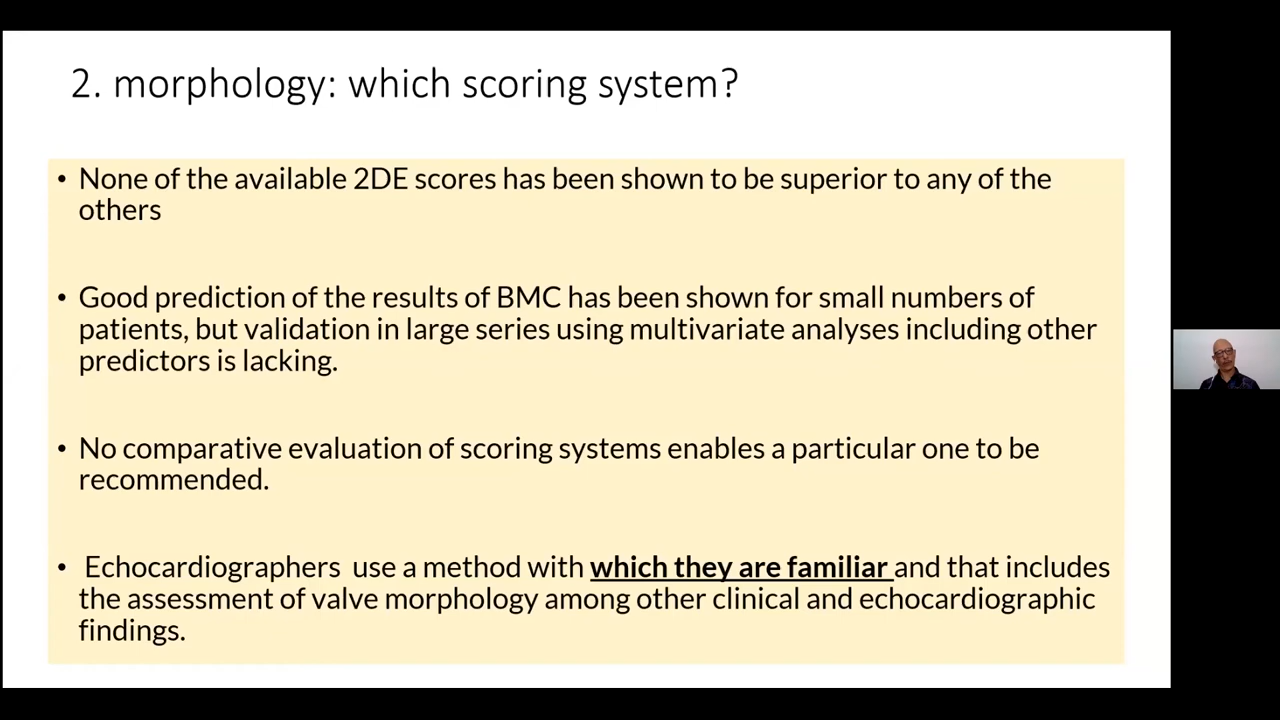 2. morphology: which scoring system?
• None of the available 2DE scores has been shown to be superior to any of the
others
• Good prediction of the results of BMC has been shown for small numbers of
patients, but validation in large series using multivariate analyses including other
predictors is lacking.
• No comparative evaluation of scoring systems enables a particular one to be
recommended.
• Echocardiographers use a method with which they are familiar and that includes
the assessment of valve morphology among other clinical and echocardiographic
findings.